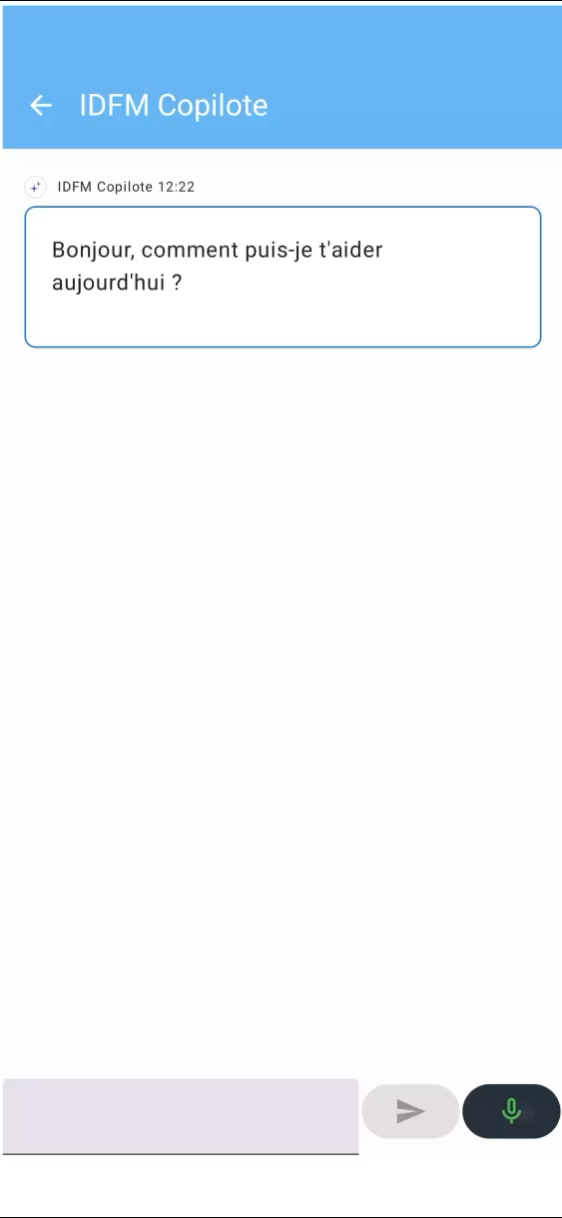 IDFM Copilote
IDFM Copilote 12:22
Bonjour, comment puis-je t'aider
aujourd'hui ?